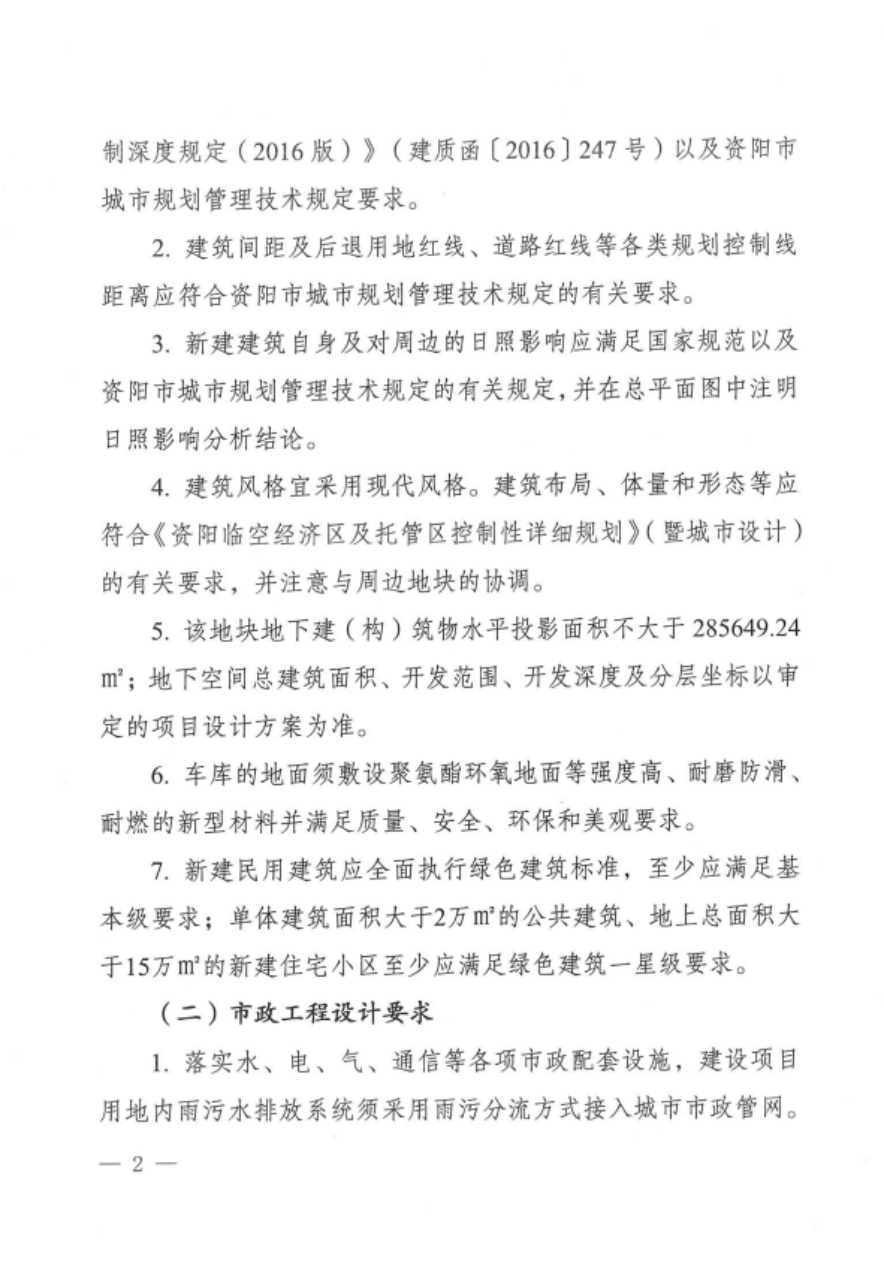 制深度规定（2016 版）》（建质函〔2016〕247 号）以及资阳市
城市规划管理技术规定要求。
2. 建筑间距及后退用地红线、道路红线等各类规划控制线
距离应符合资阳市城市规划管理技术规定的有关要求。
3. 新建建筑自身及对周边的日照影响应满足国家规范以及
资阳市城市规划管理技术规定的有关规定，并在总平面图中注明
日照影响分析结论。
4. 建筑风格宜采用现代风格。建筑布局、体量和形态等应
符合《资阳临空经济区及托管区控制性详细规划》（暨城市设计）
的有关要求，并注意与周边地块的协调。
5. 该地块地下建（构）筑物水平投影面积不大于 285649.24
㎡；地下空间总建筑面积、开发范围、开发深度及分层坐标以审
定的项目设计方案为准。
6. 车库的地面须敷设聚氨酯环氧地面等强度高、耐磨防滑、
耐燃的新型材料并满足质量、安全、环保和美观要求。
7. 新建民用建筑应全面执行绿色建筑标准，至少应满足基
本级要求；单体建筑面积大于2万㎡的公共建筑、地上总面积大
于15万㎡的新建住宅小区至少应满足绿色建筑一星级要求。
（二）市政工程设计要求
1. 落实水、电、气、通信等各项市政配套设施，建设项目
用地内雨污水排放系统须采用雨污分流方式接入城市市政管网。
— 2 —